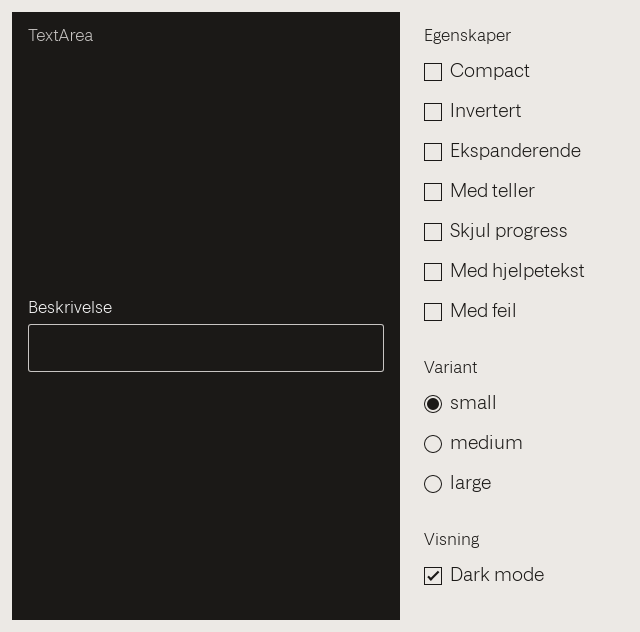 TextArea
Beskrivelse
Egenskaper
Compact
Invertert
Ekspanderende
Med teller
Skjul progress
Med hjelpetekst
Med feil
Variant
small
medium
large
Visning
Dark mode